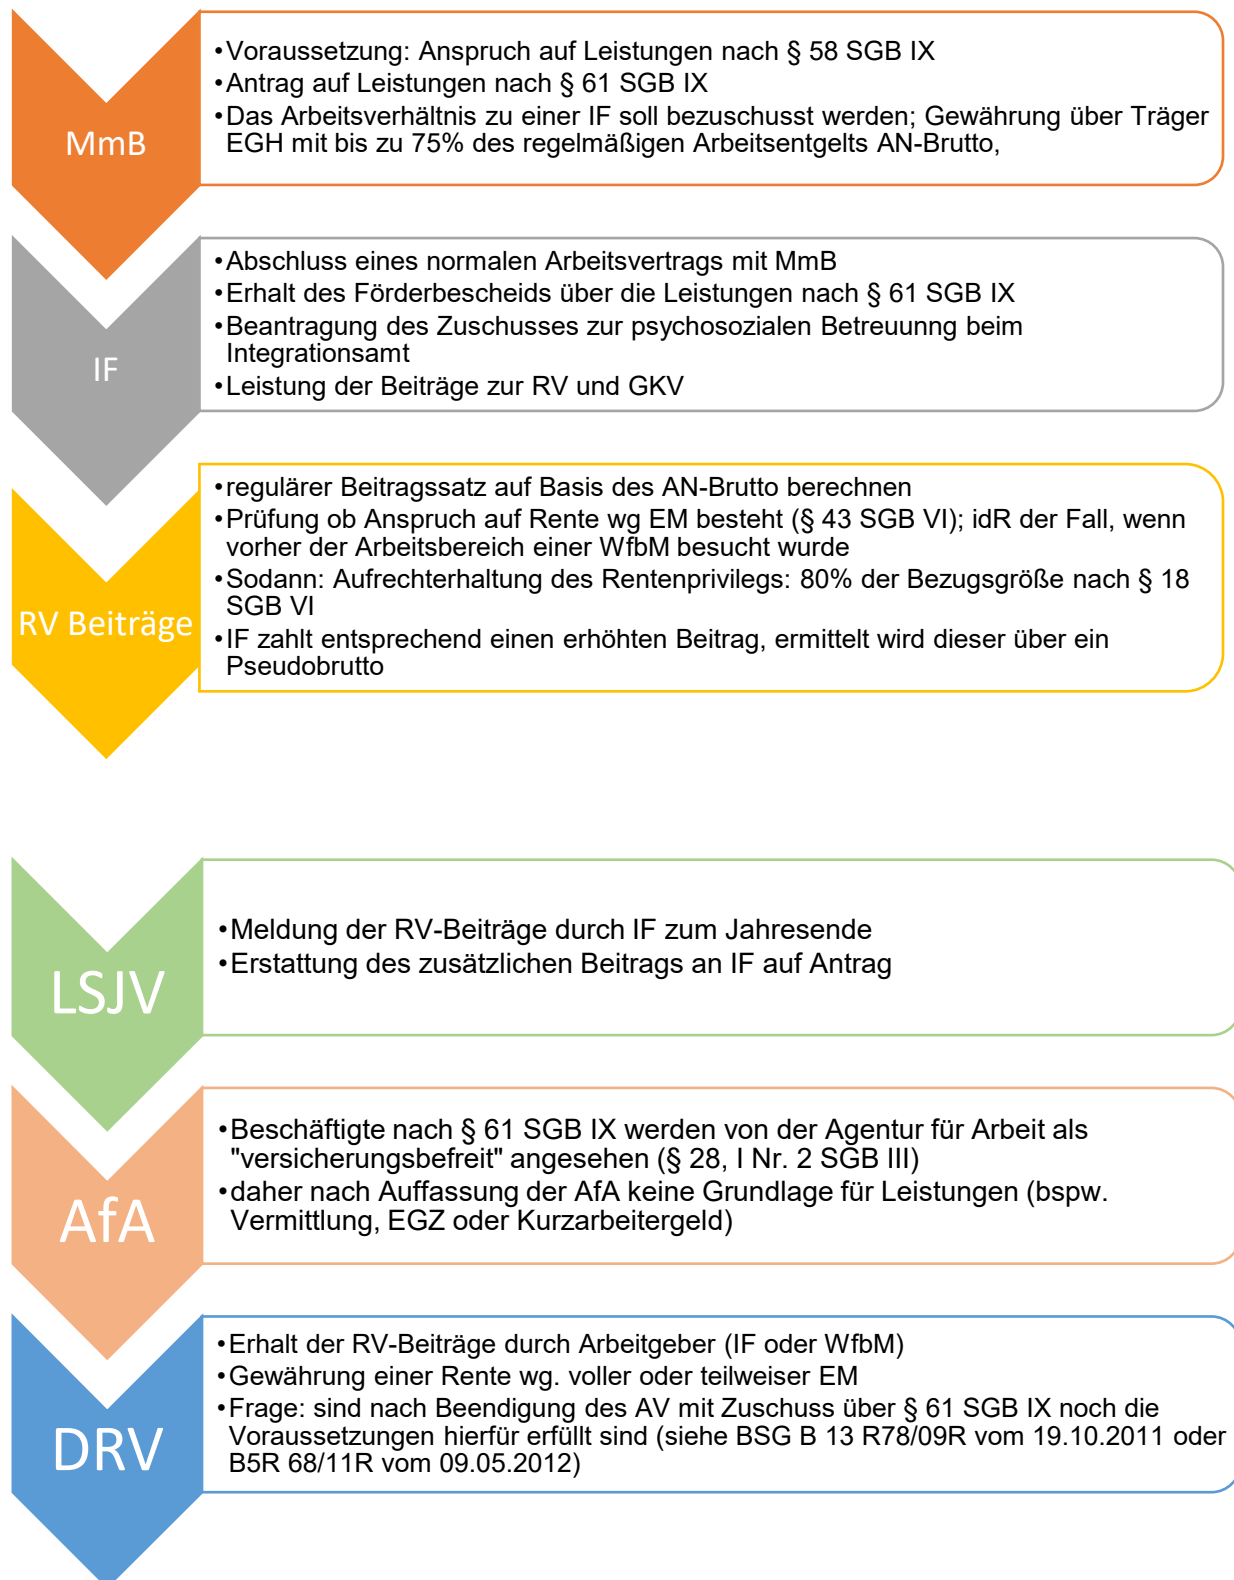 MmB
•Voraussetzung: Anspruch auf Leistungen nach § 58 SGB IX
•Antrag auf Leistungen nach § 61 SGB IX
•Das Arbeitsverhältnis zu einer IF soll bezuschusst werden; Gewährung über Träger
EGH mit bis zu 75% des regelmäßigen Arbeitsentgelts AN-Brutto,
IF
•Abschluss eines normalen Arbeitsvertrags mit MmB
•Erhalt des Förderbescheids über die Leistungen nach § 61 SGB IX
•Beantragung des Zuschusses zur psychosozialen Betreuunng beim
Integrationsamt
•Leistung der Beiträge zur RV und GKV
RV Beiträge
•regulärer Beitragssatz auf Basis des AN-Brutto berechnen
•Prüfung ob Anspruch auf Rente wg EM besteht (§ 43 SGB VI); idR der Fall, wenn
vorher der Arbeitsbereich einer WfbM besucht wurde
•Sodann: Aufrechterhaltung des Rentenprivilegs: 80% der Bezugsgröße nach § 18
SGB VI
•IF zahlt entsprechend einen erhöhten Beitrag, ermittelt wird dieser über ein
Pseudobrutto
LSJV
•Meldung der RV-Beiträge durch IF zum Jahresende
•Erstattung des zusätzlichen Beitrags an IF auf Antrag
AfA
•Beschäftigte nach § 61 SGB IX werden von der Agentur für Arbeit als
"versicherungsbefreit" angesehen (§ 28, I Nr. 2 SGB III)
•daher nach Auffassung der AfA keine Grundlage für Leistungen (bspw.
Vermittlung, EGZ oder Kurzarbeitergeld)
DRV
•Erhalt der RV-Beiträge durch Arbeitgeber (IF oder WfbM)
•Gewährung einer Rente wg. voller oder teilweiser EM
•Frage: sind nach Beendigung des AV mit Zuschuss über § 61 SGB IX noch die
Voraussetzungen hierfür erfüllt sind (siehe BSG B 13 R78/09R vom 19.10.2011 oder
B5R 68/11R vom 09.05.2012)